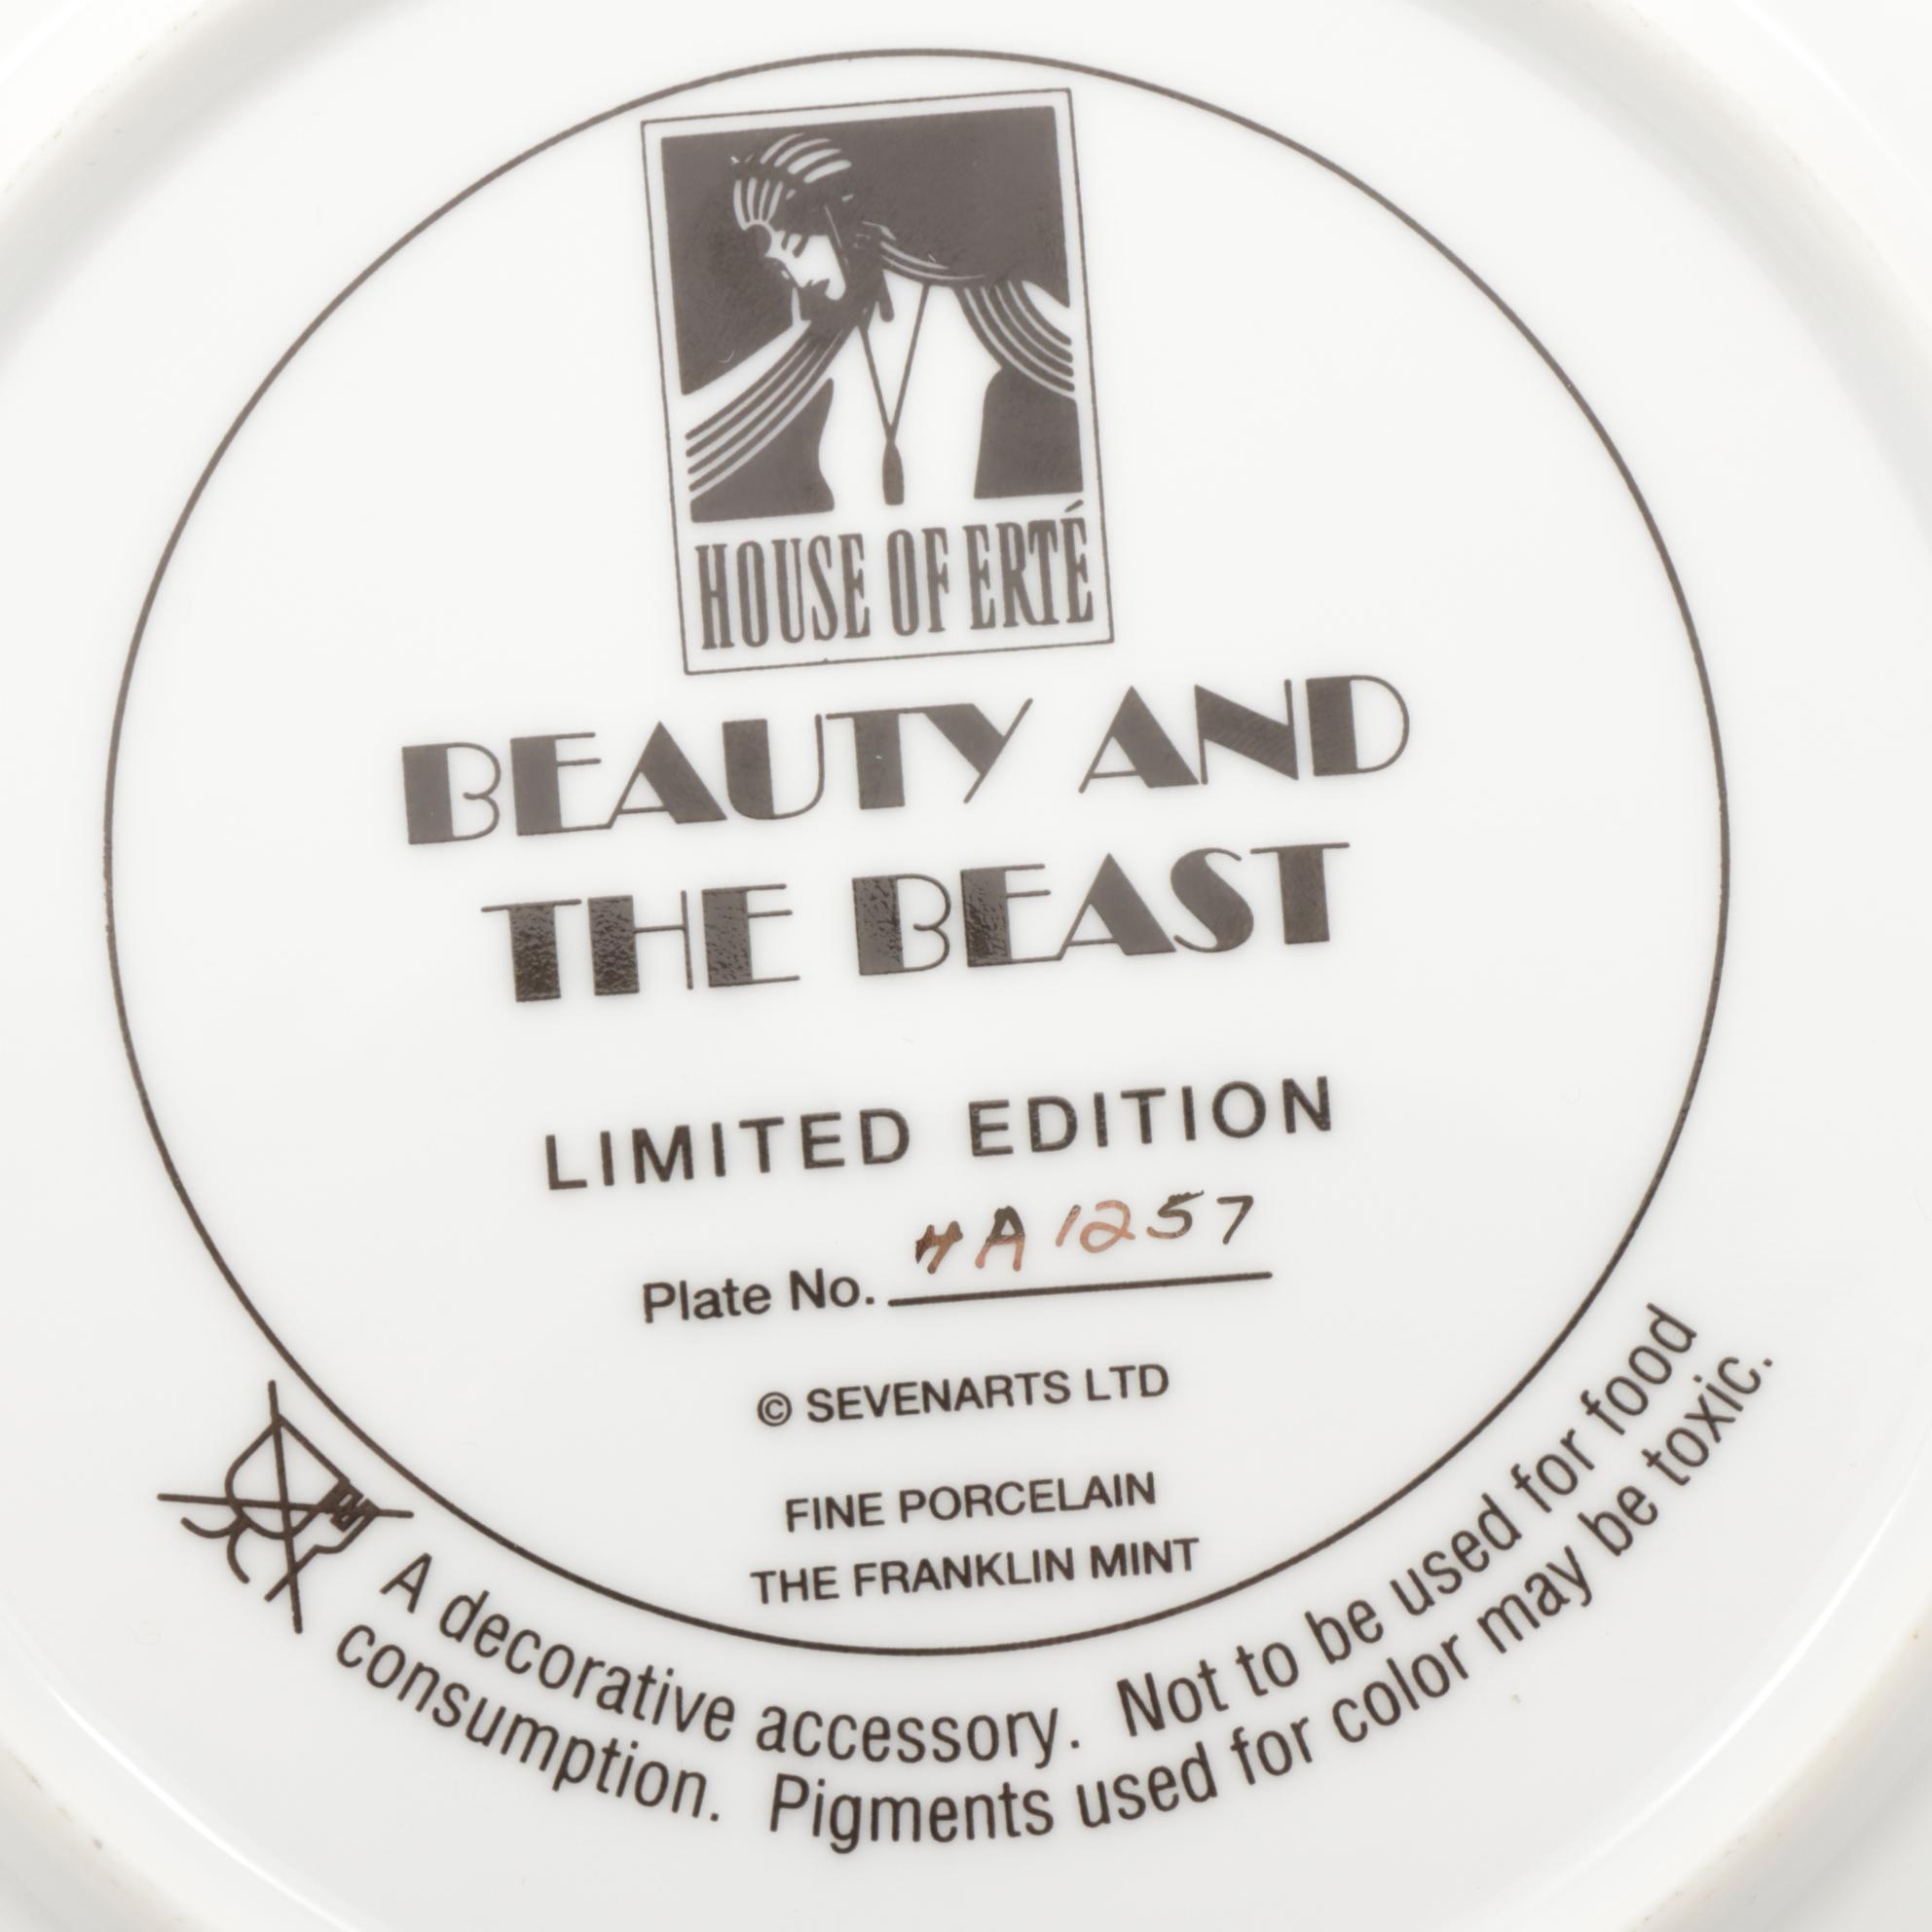 HOUSE OF ERTÉ
BEAUTY AND
THE BEAST
LIMITED EDITION
Plate No. HA1257
© SEVENARTS LTD
FINE PORCELAIN
THE FRANKLIN MINT
A decorative accessory. Not to be used for food
consumption. Pigments used for color may be toxic.